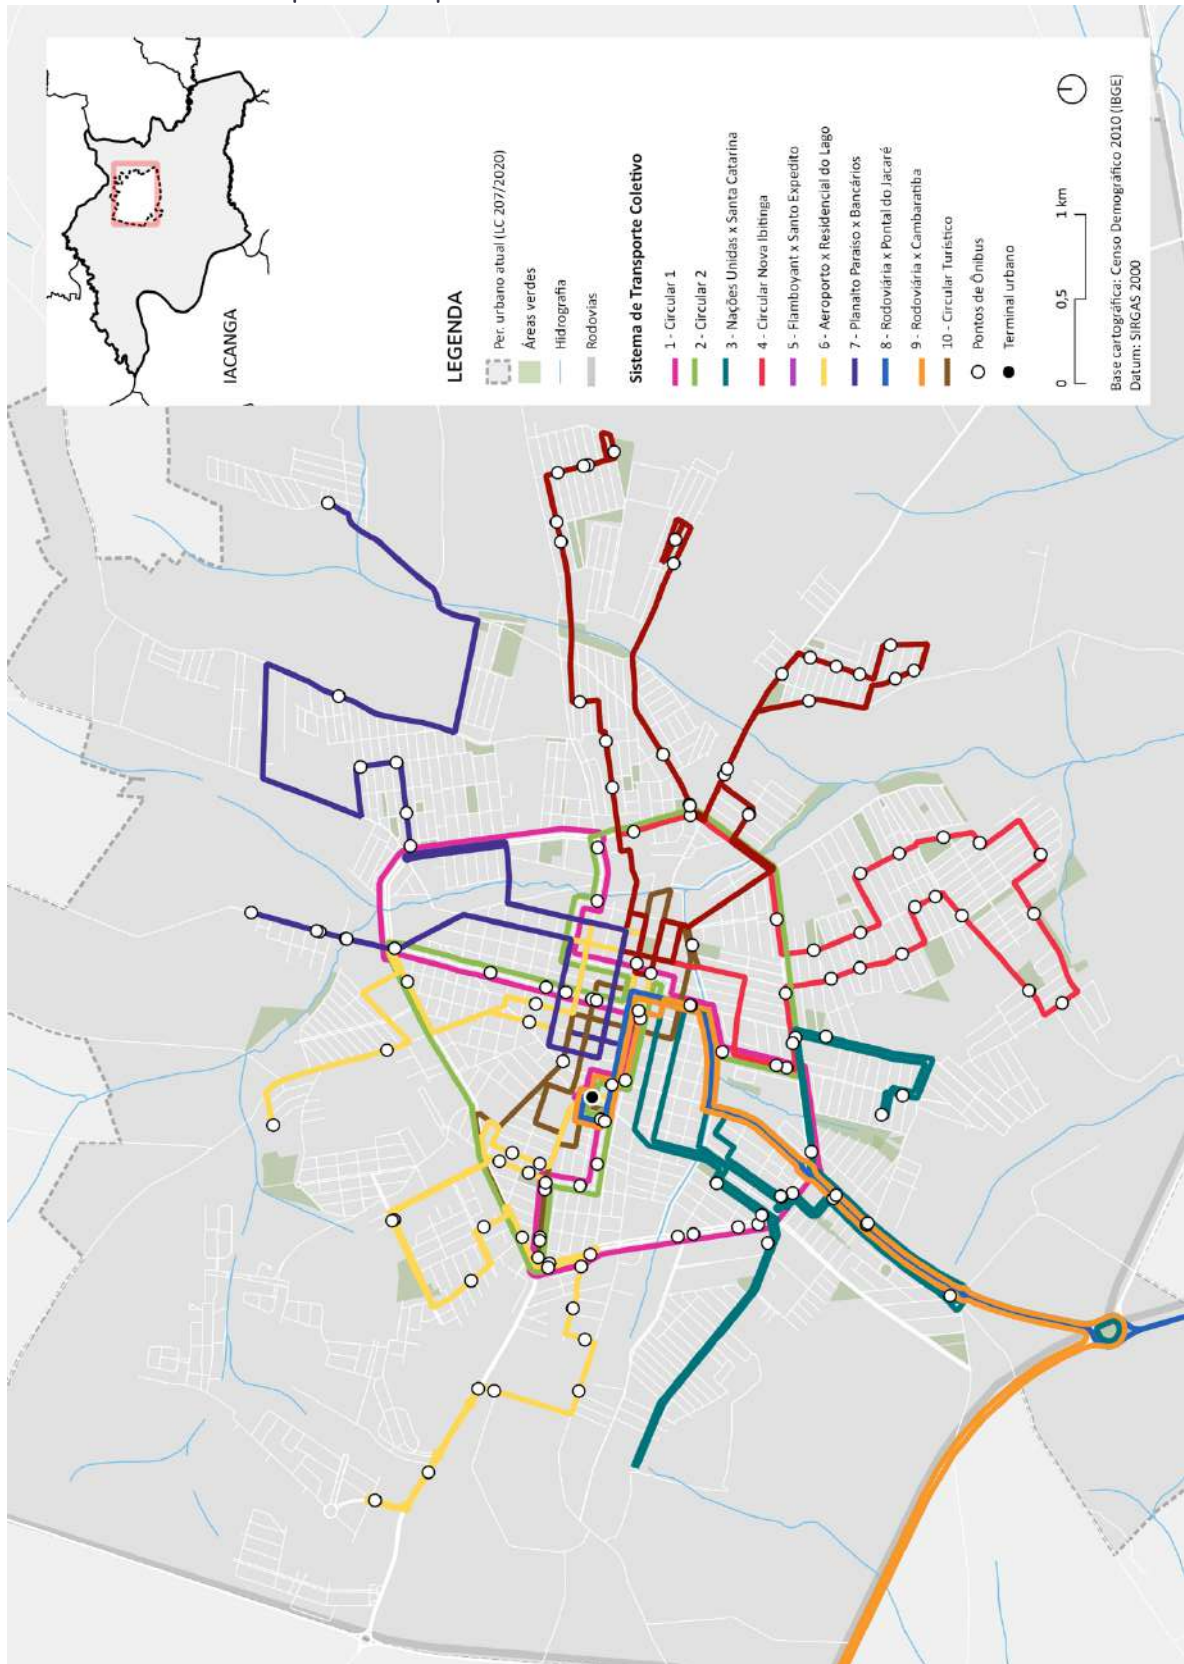 IACANGA
LEGENDA
Per. urbano atual (LC 207/2020)
Áreas verdes
Hidrografia
Rodovias
Sistema de Transporte Coletivo
1 - Circular 1
2 - Circular 2
3 - Nações Unidas x Santa Catarina
4 - Circular Nova Ibitinga
5 - Flamboyant x Santo Expedito
6 - Aeroporto x Residencial do Lago
7 - Planalto Paraíso x Bancários
8 - Rodoviária x Pontal do Jacaré
9 - Rodoviária x Cambaratiba
10 - Circular Turístico
Pontos de Ônibus
Terminal urbano
0 0,5 1 km
Base cartográfica: Censo Demográfico 2010 (IBGE)
Datum: SIRGAS 2000